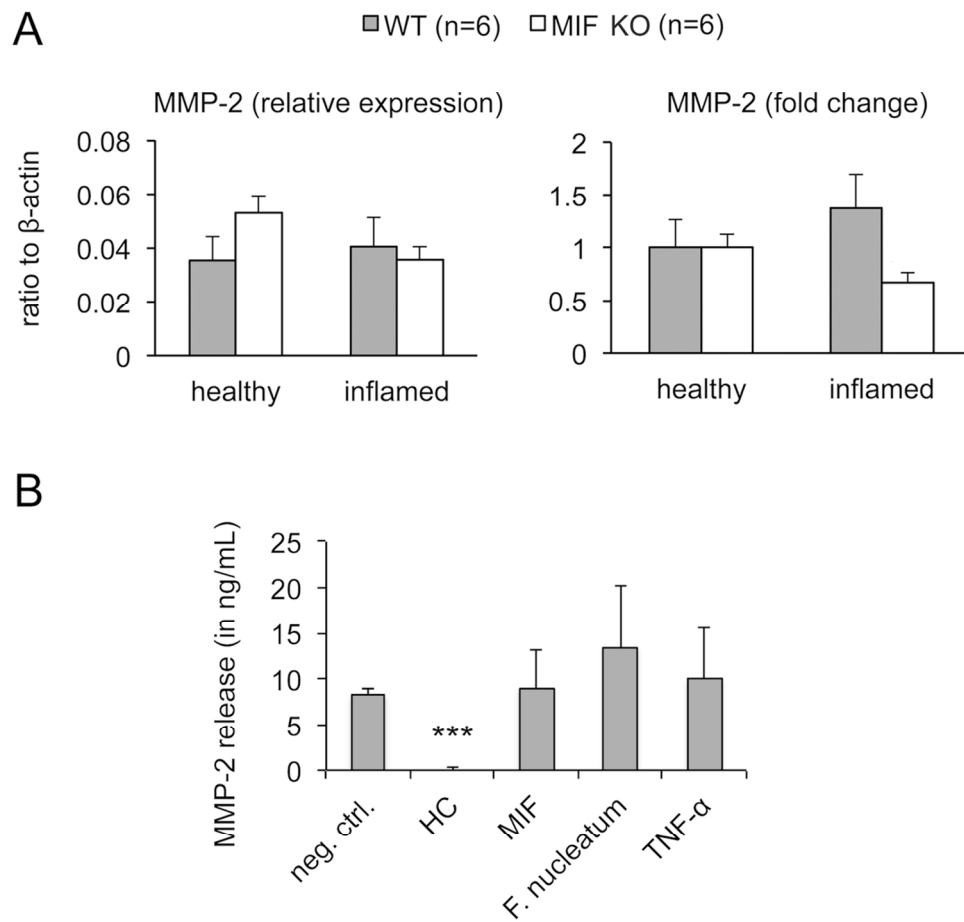 A
WT (n=6) MIF KO (n=6)
MMP-2 (relative expression)
ratio to β-actin
0.08
0.06
0.04
0.02
0
healthy inflamed
MMP-2 (fold change)
2
1.5
1
0.5
0
healthy inflamed
B
MMP-2 release (in ng/mL)
25
20
15
10
5
0
***
neg. ctrl. HC MIF F. nucleatum TNF-α